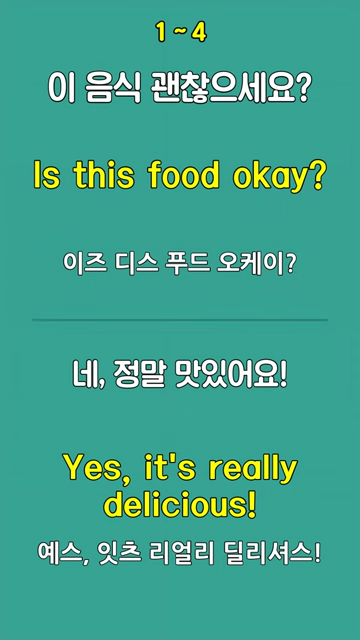 1 ~ 4
이 음식 괜찮으세요?
Is this food okay?
이즈 디스 푸드 오케이?
네, 정말 맛있어요!
Yes, it's really
delicious!
예스, 잇츠 리얼리 딜리셔스!